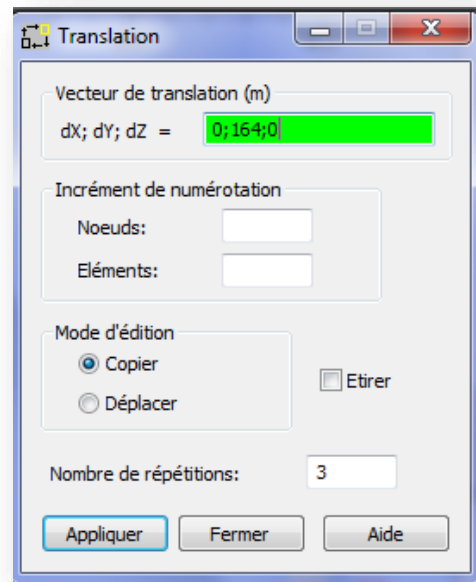 Translation
Vecteur de translation (m)
dX; dY; dZ = 0;164;0
Incrément de numérotation
Noeuds:
Eléments:
Mode d'édition
Copier
Etirer
Déplacer
Nombre de répétitions: 3
Appliquer Fermer Aide